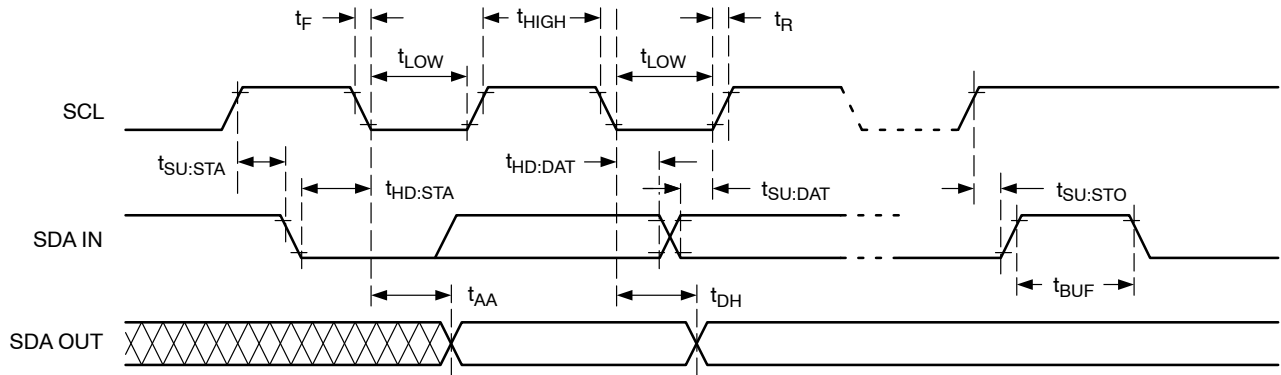 tF
tHIGH
tR
tLOW
tLOW
SCL
tSU:STA
tHD:DAT
tHD:STA
tSU:DAT
tSU:STO
SDA IN
tBUF
tAA
tDH
SDA OUT